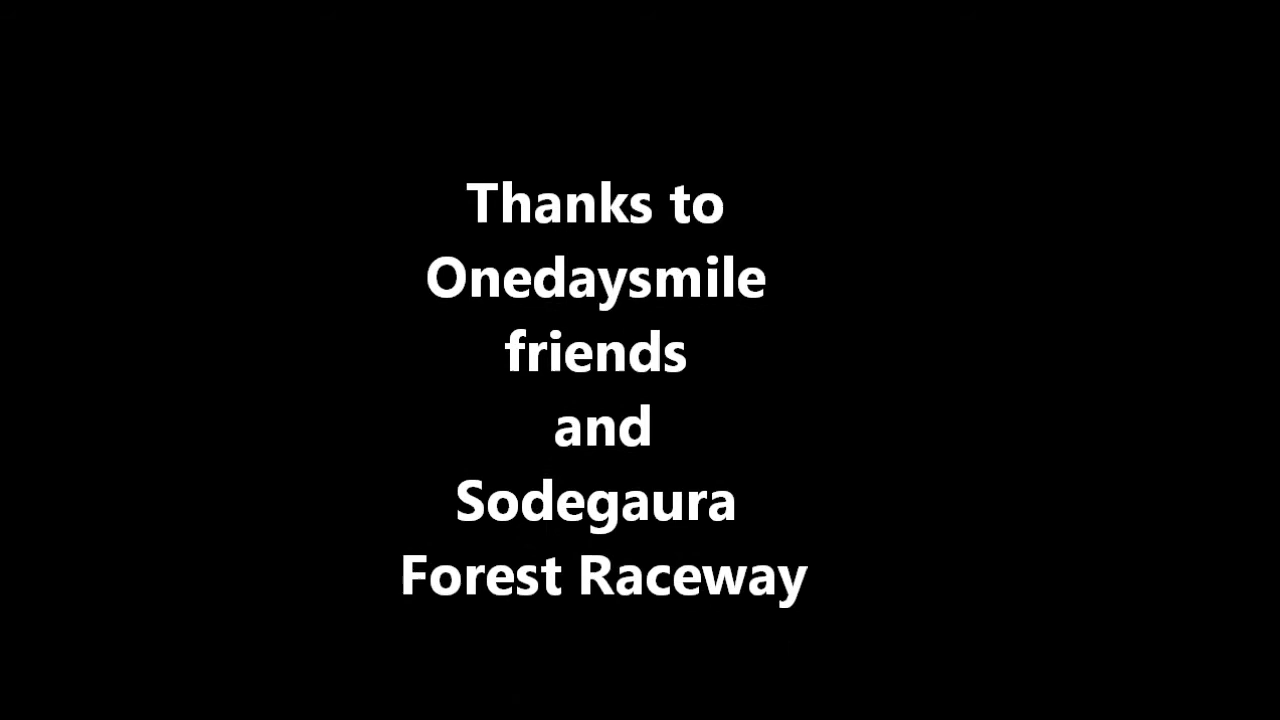 Thanks to
Onedaysmile
friends
and
Sodegaura
Forest Raceway